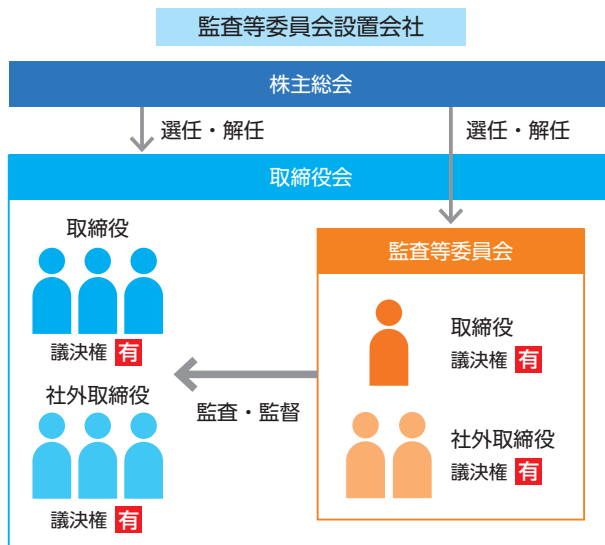 監査等委員会設置会社
株主総会
選任・解任
選任・解任
取締役会
取締役
議決権 有
社外取締役
議決権 有
監査・監督
監査等委員会
取締役
議決権 有
社外取締役
議決権 有